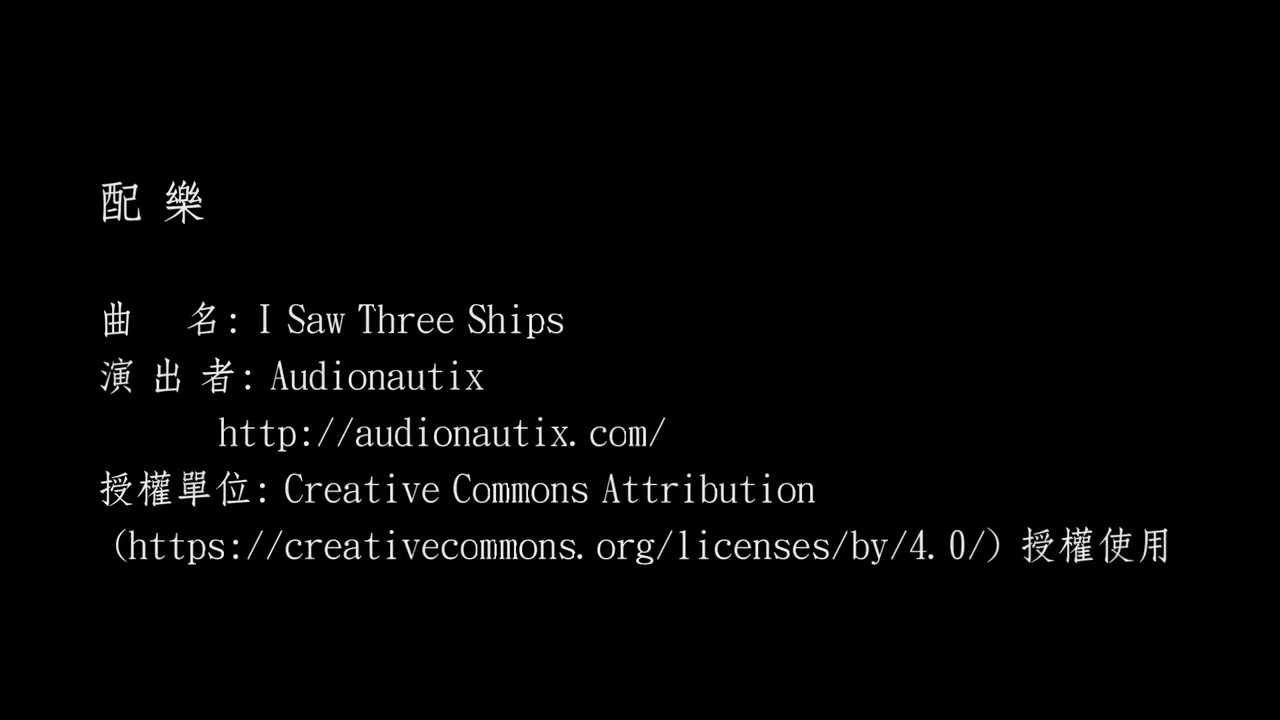 配 樂
曲 名: I Saw Three Ships
演 出 者: Audionautix
http://audionautix.com/
授權單位: Creative Commons Attribution
(https://creativecommons.org/licenses/by/4.0/) 授權使用